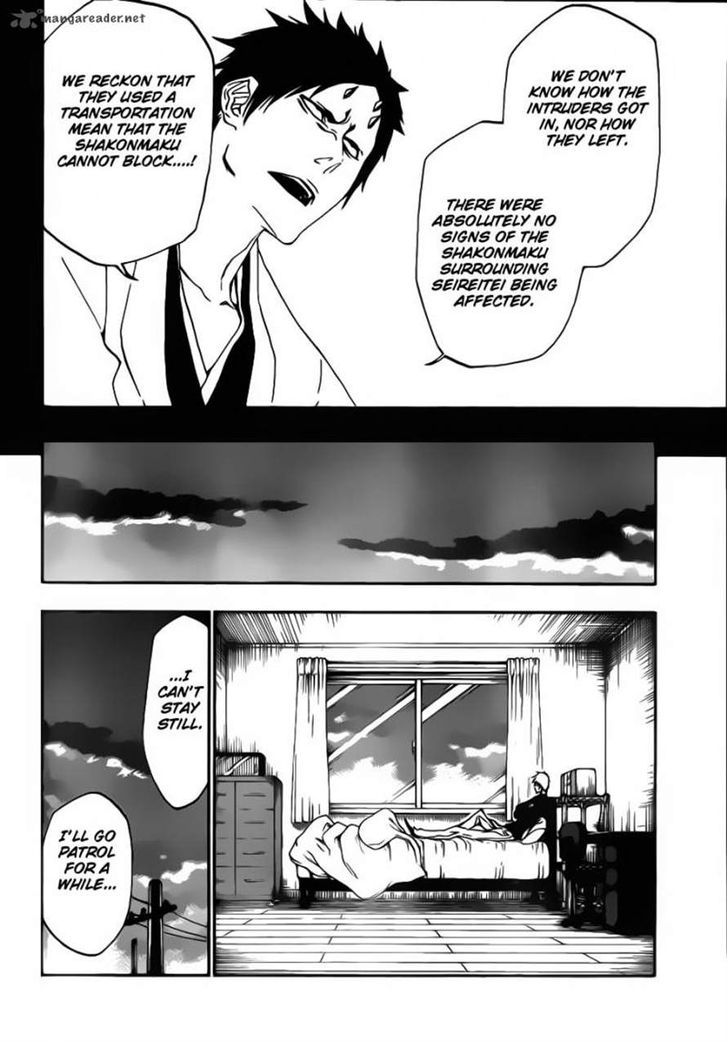 mangareader.net
WE DON'T
KNOW HOW THE
INTRUDERS GOT
IN, NOR HOW
THEY LEFT.
THERE WERE
ABSOLUTELY NO
SIGNS OF THE
SHAKONMAKU
SURROUNDING
SEIREITEI BEING
AFFECTED.
WE RECKON THAT
THEY USED A
TRANSPORTATION
MEAN THAT THE
SHAKONMAKU
CANNOT BLOCK....!
...I
CAN'T
STAY
STILL.
I'LL GO
PATROL
FOR A
WHILE...